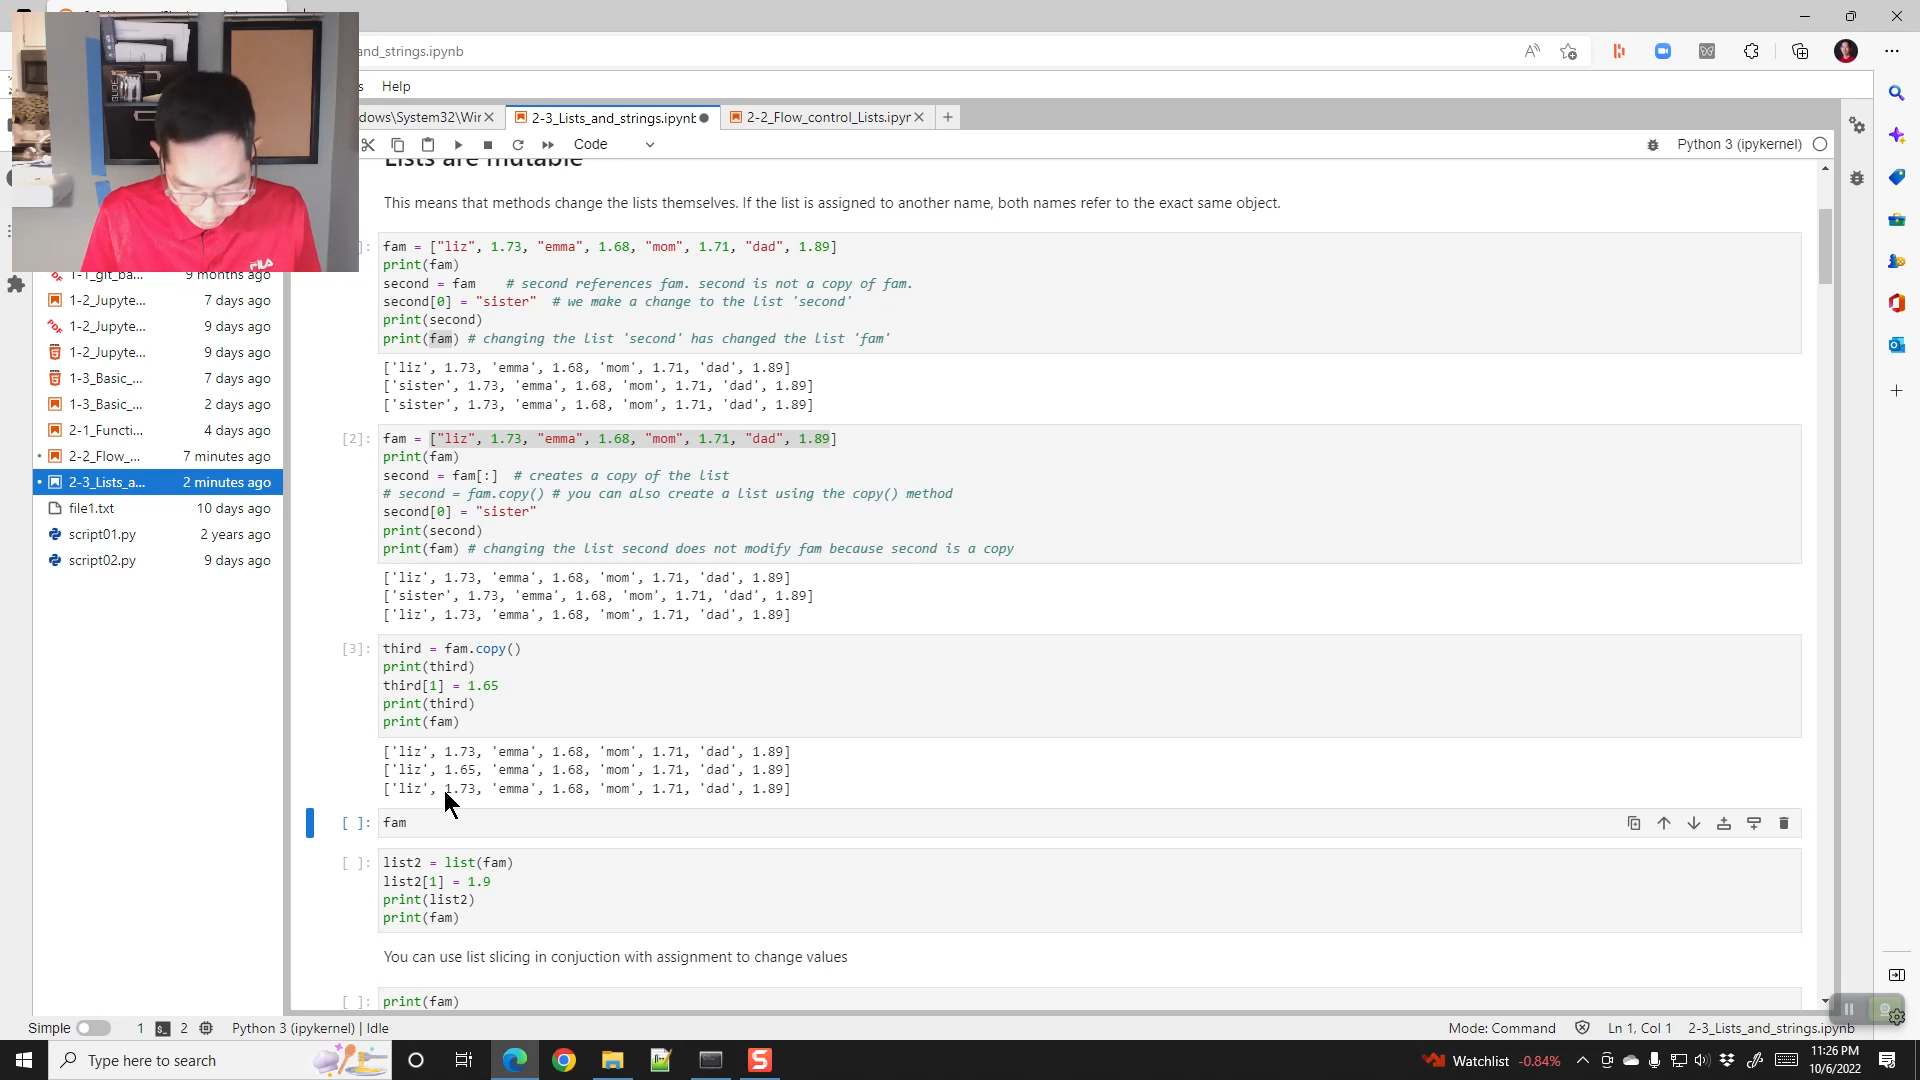 and_strings.ipynb
Help
dows\System32\Wir
2-3_Lists_and_strings.ipynb
2-2_Flow_control_Lists.ipyr
Code
Python 3 (ipykernel)
Lists are mutable
This means that methods change the lists themselves. If the list is assigned to another name, both names refer to the exact same object.
]: fam = ["liz", 1.73, "emma", 1.68, "mom", 1.71, "dad", 1.89]
print(fam)
second = fam    # second references fam. second is not a copy of fam.
second[0] = "sister"  # we make a change to the list 'second'
print(second)
print(fam) # changing the list 'second' has changed the list 'fam'
['liz', 1.73, 'emma', 1.68, 'mom', 1.71, 'dad', 1.89]
['sister', 1.73, 'emma', 1.68, 'mom', 1.71, 'dad', 1.89]
['sister', 1.73, 'emma', 1.68, 'mom', 1.71, 'dad', 1.89]
[2]: fam = ["liz", 1.73, "emma", 1.68, "mom", 1.71, "dad", 1.89]
print(fam)
second = fam[:]  # creates a copy of the list
# second = fam.copy() # you can also create a list using the copy() method
second[0] = "sister"
print(second)
print(fam) # changing the list second does not modify fam because second is a copy
['liz', 1.73, 'emma', 1.68, 'mom', 1.71, 'dad', 1.89]
['sister', 1.73, 'emma', 1.68, 'mom', 1.71, 'dad', 1.89]
['liz', 1.73, 'emma', 1.68, 'mom', 1.71, 'dad', 1.89]
[3]: third = fam.copy()
print(third)
third[1] = 1.65
print(third)
print(fam)
['liz', 1.73, 'emma', 1.68, 'mom', 1.71, 'dad', 1.89]
['liz', 1.65, 'emma', 1.68, 'mom', 1.71, 'dad', 1.89]
['liz', 1.73, 'emma', 1.68, 'mom', 1.71, 'dad', 1.89]
[ ]: fam
[ ]: list2 = list(fam)
list2[1] = 1.9
print(list2)
print(fam)
You can use list slicing in conjuction with assignment to change values
[ ]: print(fam)
FILA
1-1_git_ba... 9 months ago
1-2_Jupyte... 7 days ago
1-2_Jupyte... 9 days ago
1-2_Jupyte... 9 days ago
1-3_Basic_... 7 days ago
1-3_Basic_... 2 days ago
2-1_Functi... 4 days ago
2-2_Flow_... 7 minutes ago
2-3_Lists_a... 2 minutes ago
file1.txt 10 days ago
script01.py 2 years ago
script02.py 9 days ago
Simple 1 2 Python 3 (ipykernel) | Idle
Mode: Command Ln 1, Col 1 2-3_Lists_and_strings.ipynb
Type here to search
Watchlist -0.84%
11:26 PM
10/6/2022